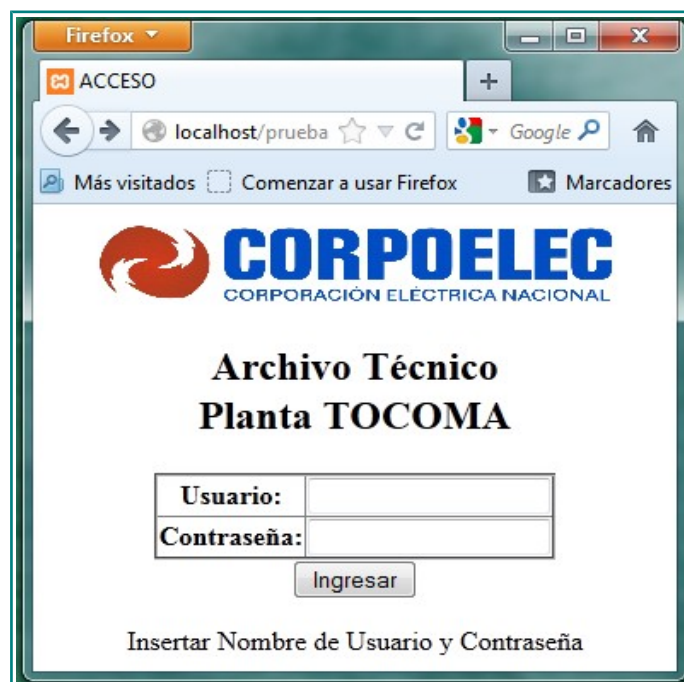 Firefox
ACCESO
localhost/prueba
Google
Más visitados Comenzar a usar Firefox Marcadores
CORPOELEC
CORPORACIÓN ELÉCTRICA NACIONAL
Archivo Técnico
Planta TOCOMA
Usuario:
Contraseña:
Ingresar
Insertar Nombre de Usuario y Contraseña